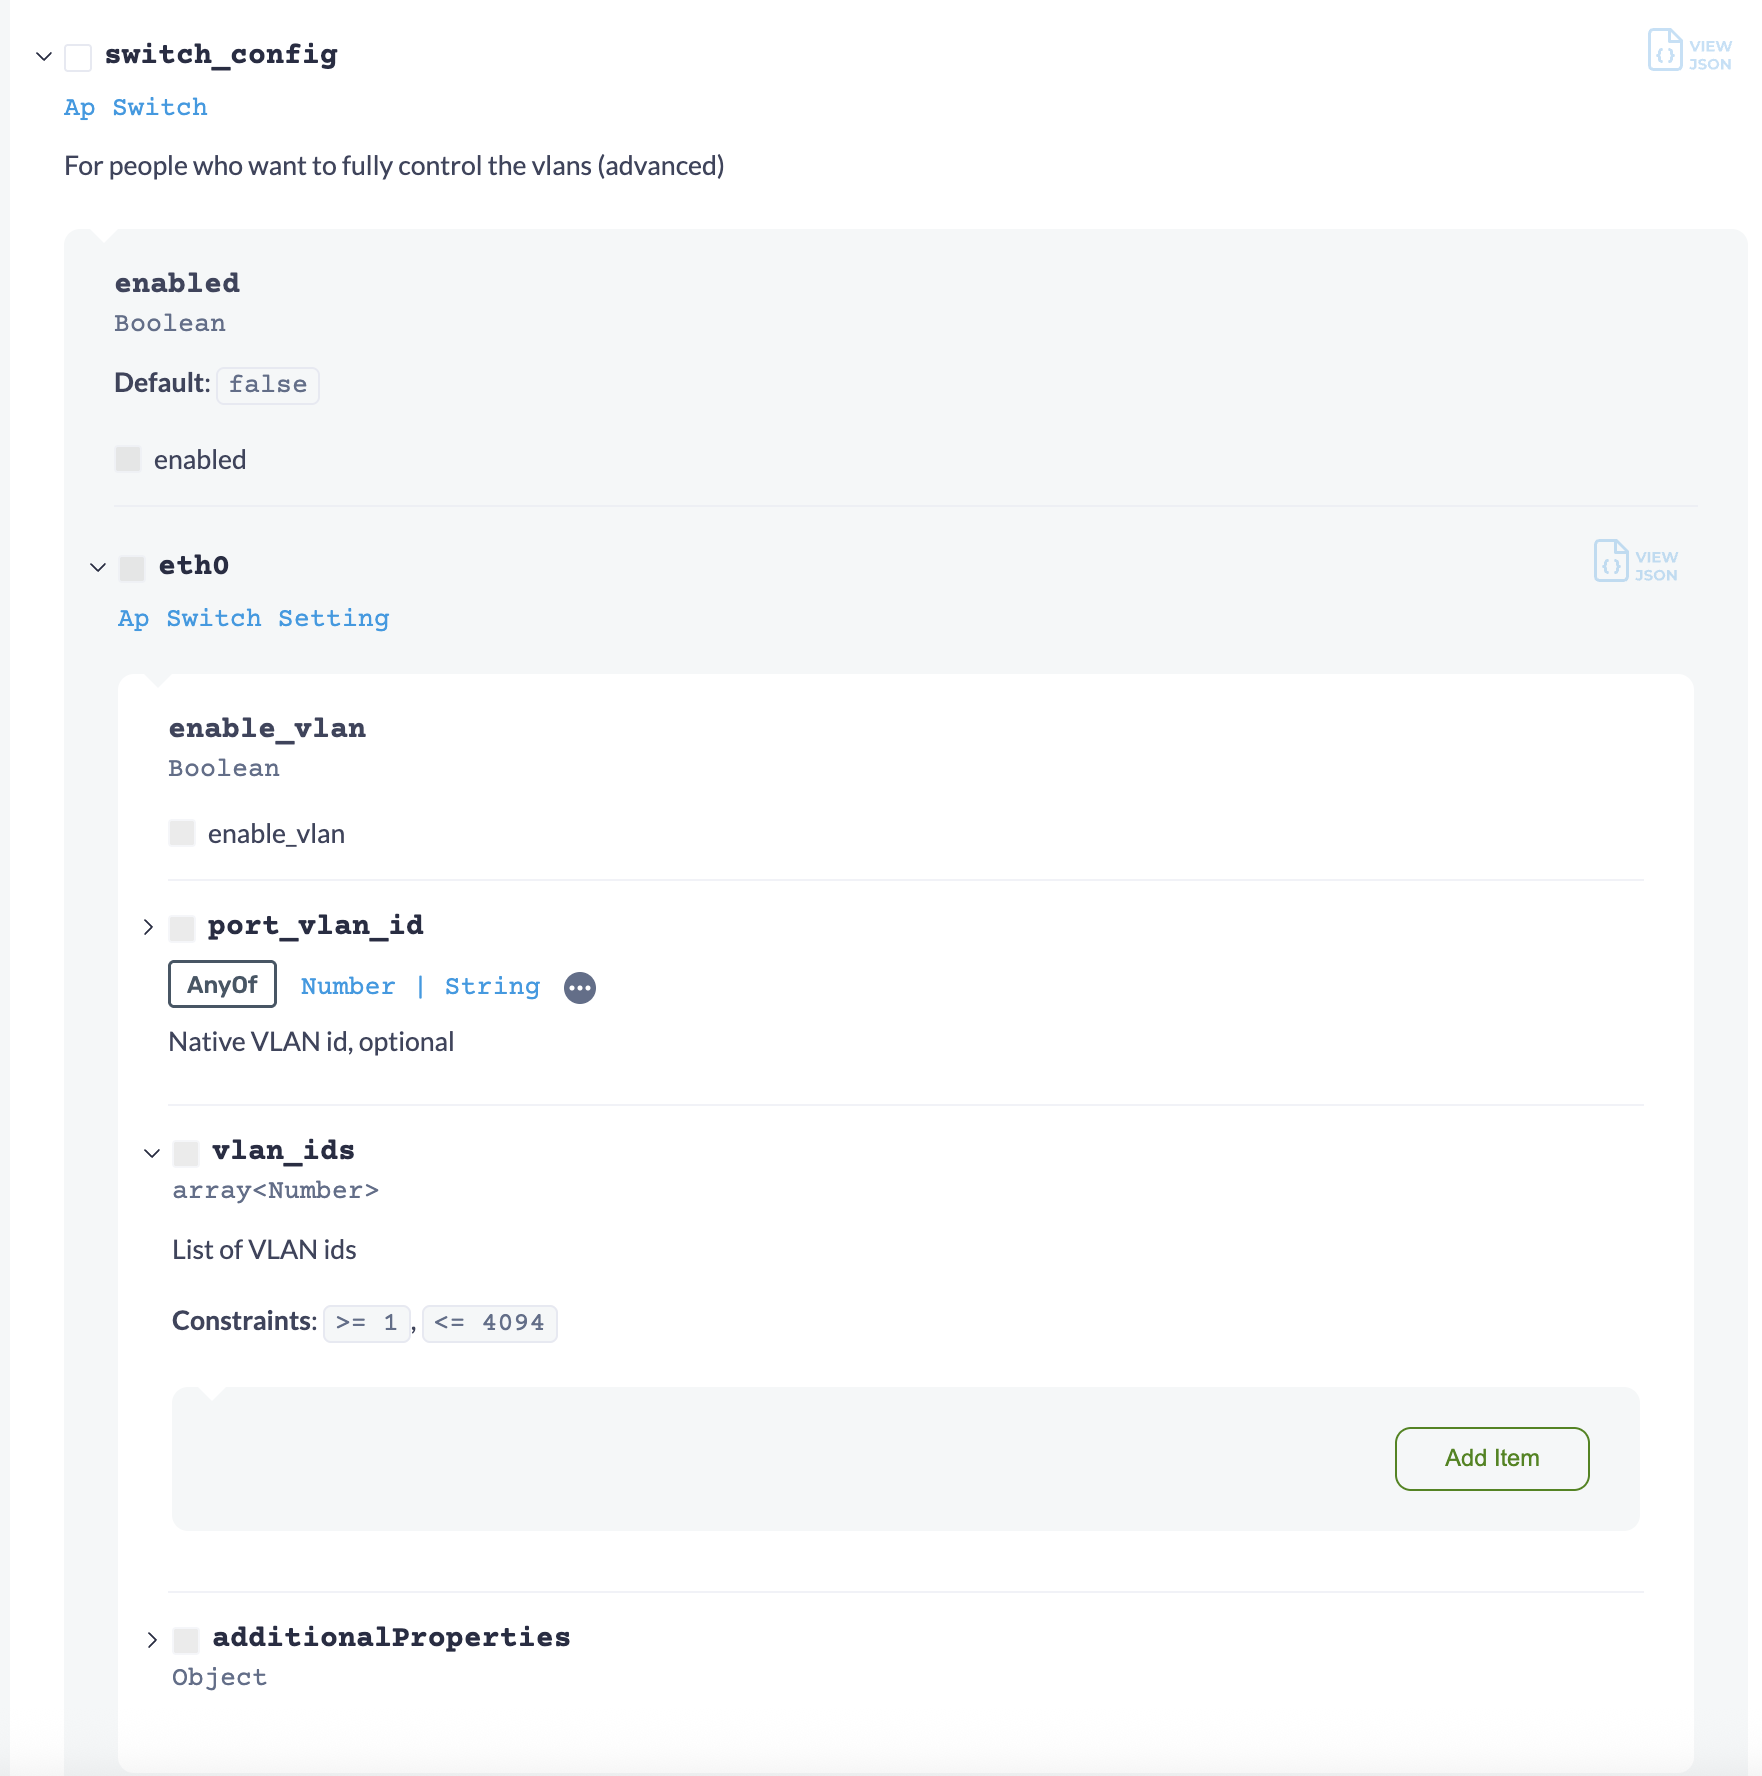 switch_config
VIEW
JSON
Ap Switch
For people who want to fully control the vlans (advanced)
enabled
Boolean
Default: false
enabled
eth0
VIEW
JSON
Ap Switch Setting
enable_vlan
Boolean
enable_vlan
port_vlan_id
AnyOf Number | String
Native VLAN id, optional
vlan_ids
array<Number>
List of VLAN ids
Constraints: >= 1, <= 4094
Add Item
additionalProperties
Object